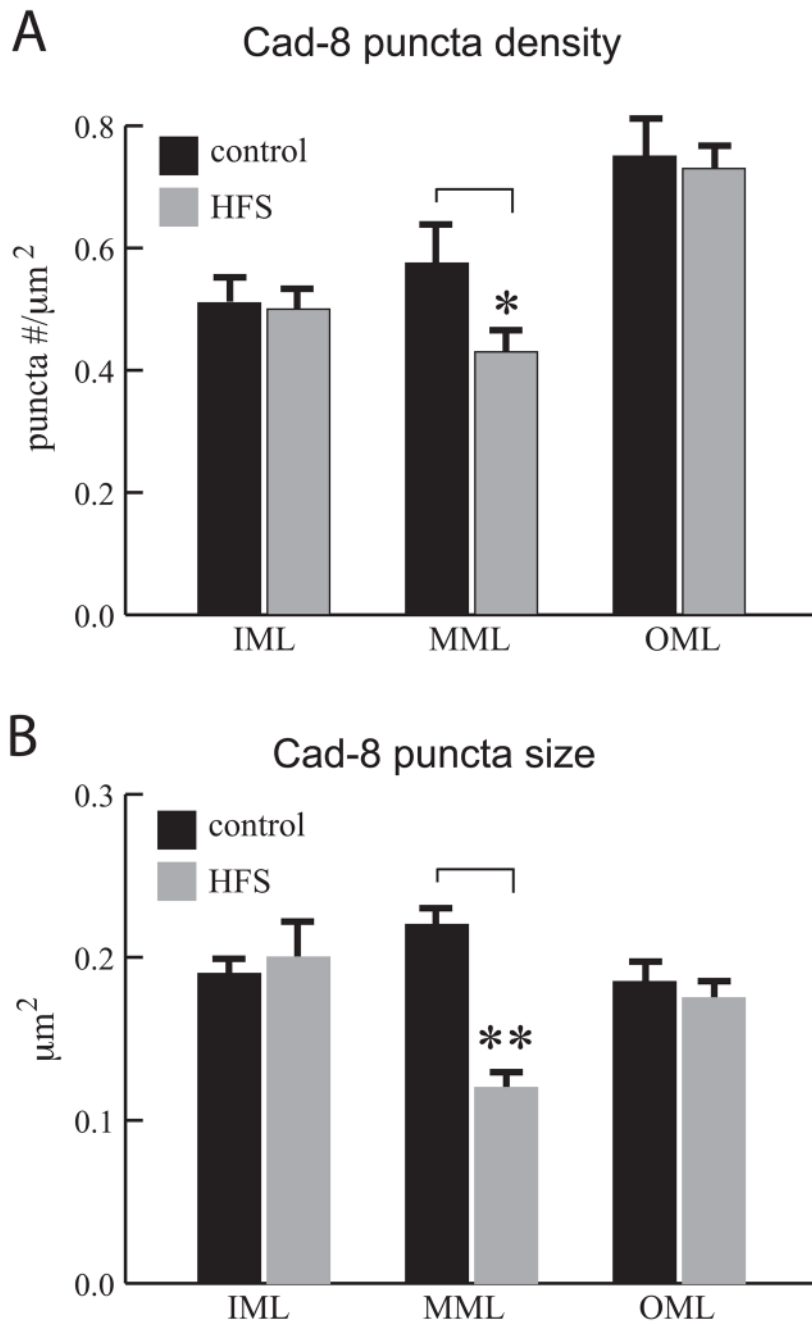 A
Cad-8 puncta density
0.8
0.6
0.4
0.2
0.0
puncta #/μm²
control
HFS
*
IML MML OML
B
Cad-8 puncta size
0.3
0.2
0.1
0.0
μm²
control
HFS
**
IML MML OML